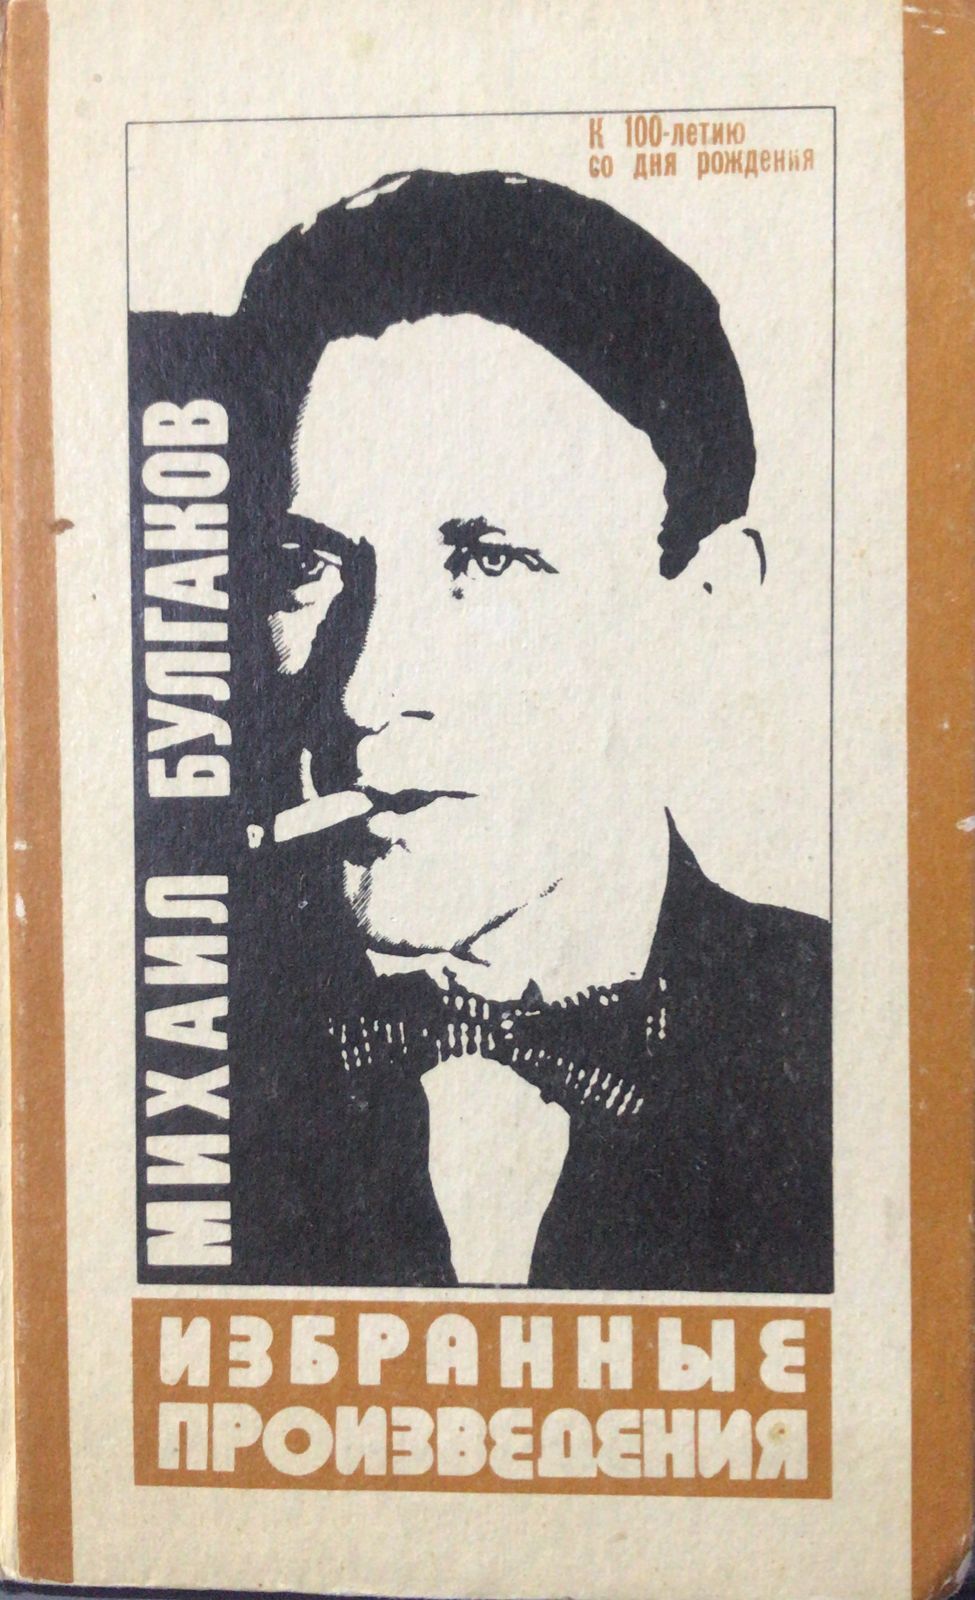 К 100-летию
со дня рождения
МИХАИЛ БУЛГАКОВ
ИЗБРАННЫЕ
ПРОИЗВЕДЕНИЯ